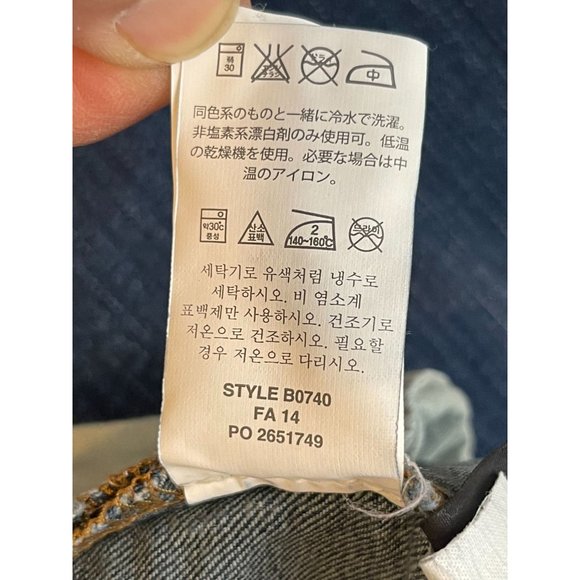 弱
30
ドライ
中
同色系のものと一緒に冷水で洗濯。
非塩素系漂白剤のみ使用可。低温
の乾燥機を使用。必要な場合は中
温のアイロン。
약30℃
중성
산소
표백
2
140~160℃
드라이
세탁기로 유색처럼 냉수로
세탁하시오. 비 염소계
표백제만 사용하시오. 건조기로
저온으로 건조하시오. 필요할
경우 저온으로 다리시오.
STYLE B0740
FA 14
PO 2651749